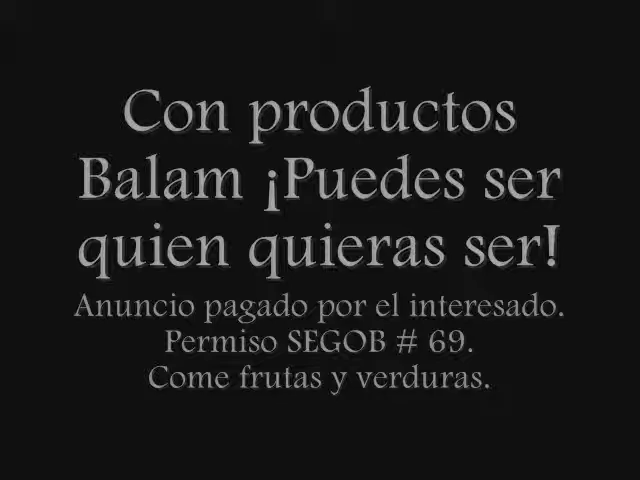 Con productos
Balam ¡Puedes ser
quien quieras ser!
Anuncio pagado por el interesado.
Permiso SEGOB # 69.
Come frutas y verduras.